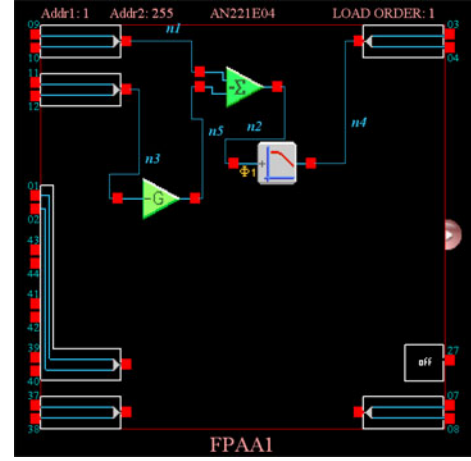 Addr1: 1 Addr2: 255 AN221E04 LOAD ORDER: 1
09 n1 03
10 04
11
12
-Σ
n5 n2 n4
n3 Φ1 +
-G
01
02
43
44
41
42
39 27
off
40
37 07
38 08
FPAA1